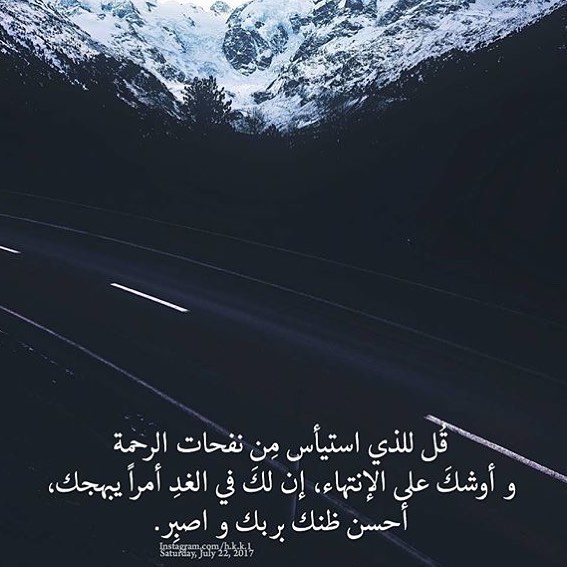 قُل للذي استيأس مِن نفحات الرحمة
و أوشكَ على الإنتهاء، إن لكَ في الغدِ أمراً يبهجك،
أحسن ظنك بربك و اصبِر.
Instagram.com/h.k.k.1
Saturday, July 22, 2017